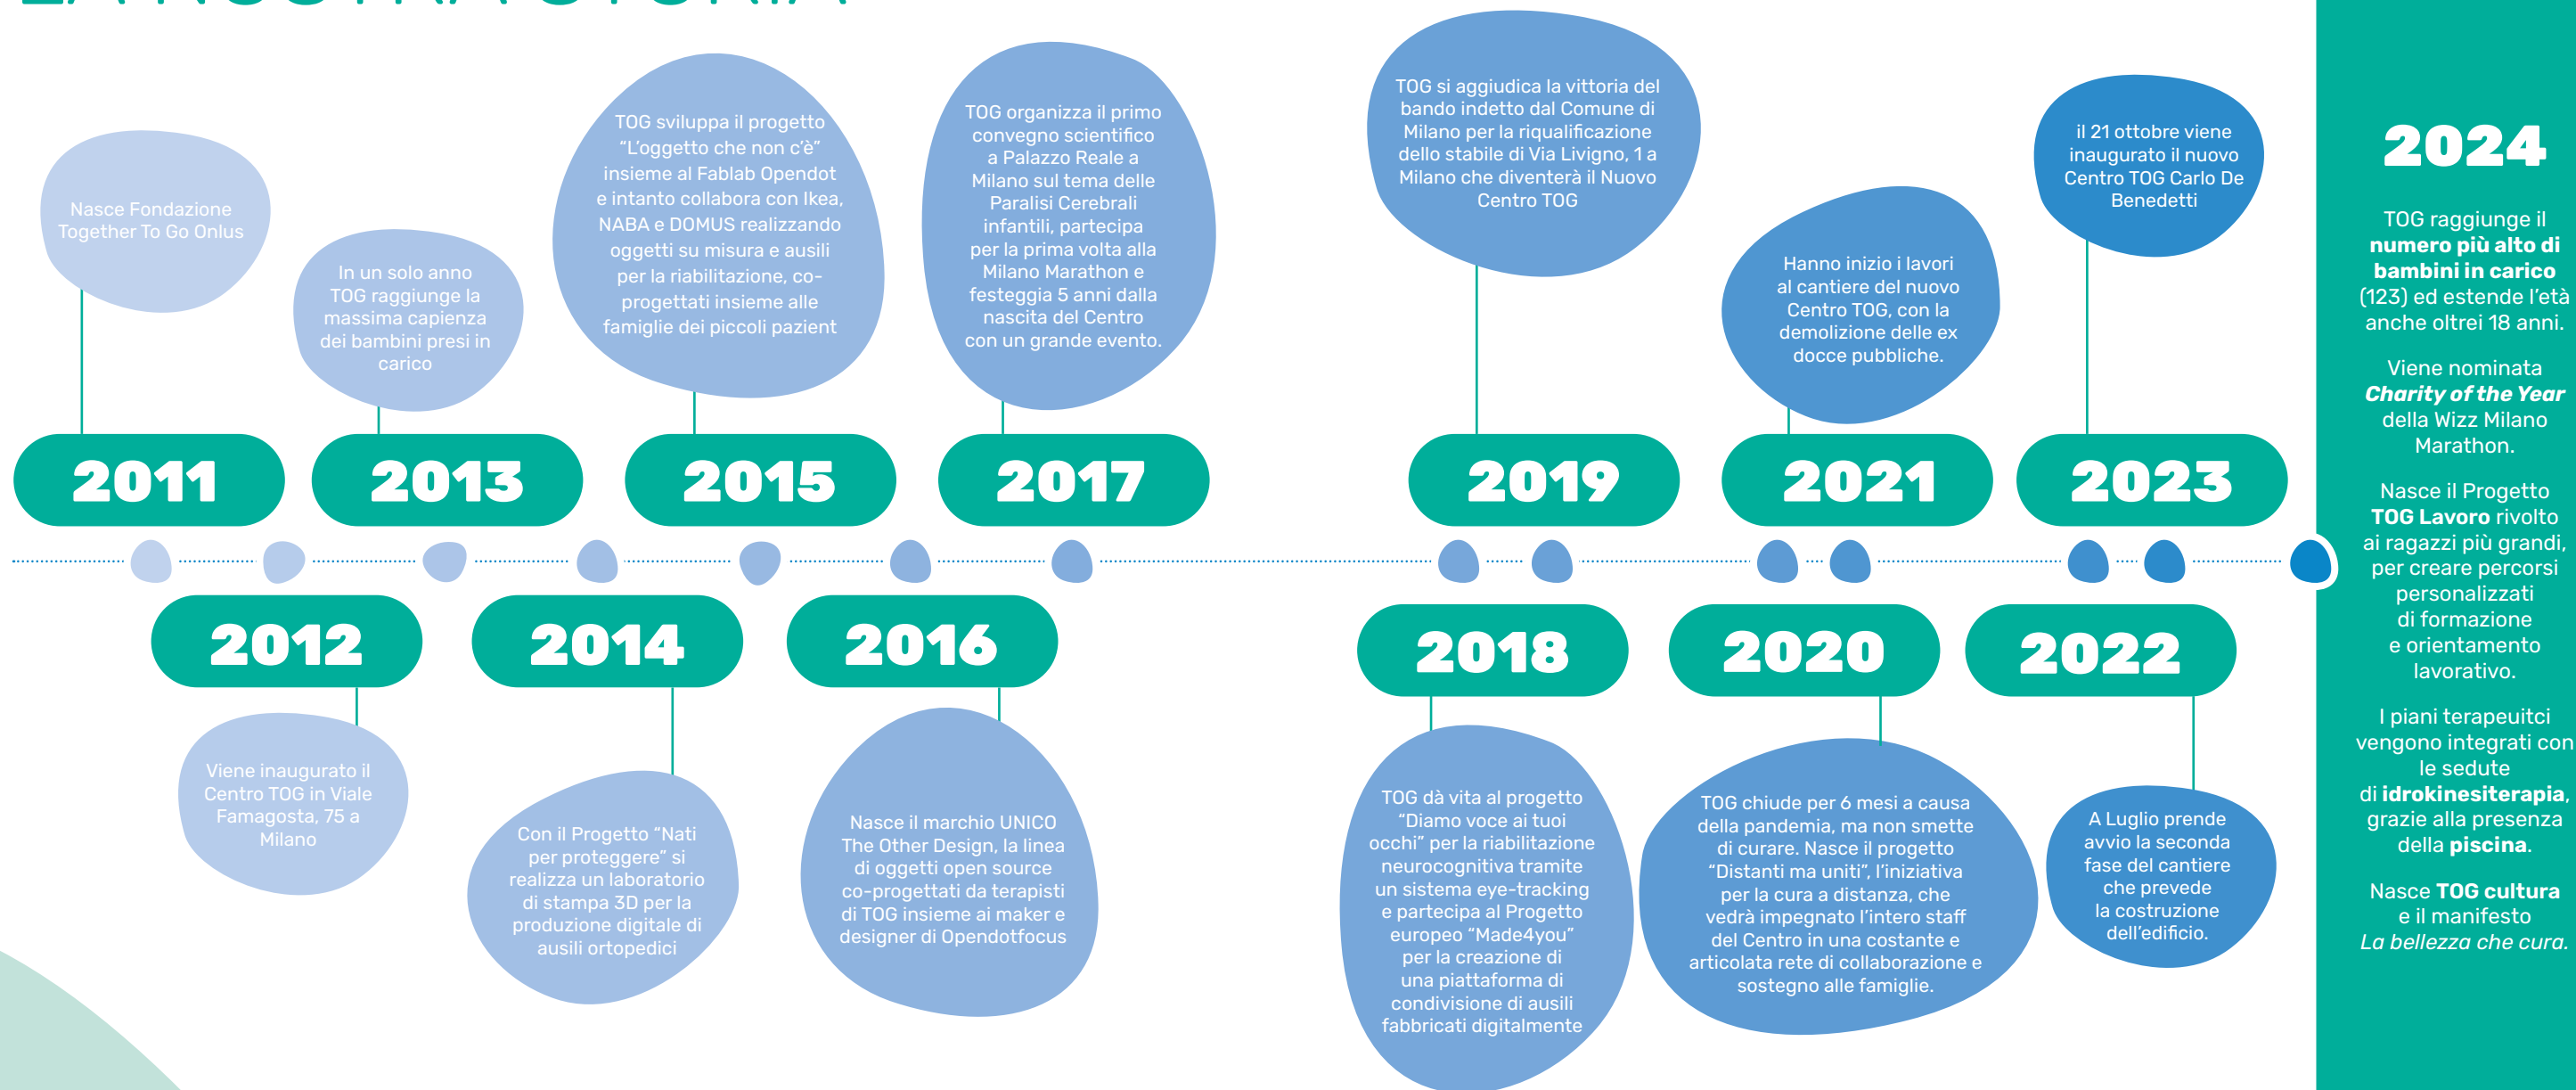 LA NOSTRA STORIA
2011
Nasce Fondazione
Together To Go Onlus
2012
Viene inaugurato il
Centro TOG in Viale
Famagosta, 75 a
Milano
2013
In un solo anno
TOG raggiunge la
massima capienza
dei bambini presi in
carico
2014
Con il Progetto “Nati
per proteggere” si
realizza un laboratorio
di stampa 3D per la
produzione digitale di
ausili ortopedici
2015
TOG sviluppa il progetto
“L’oggetto che non c’è”
insieme al Fablab Opendot
e intanto collabora con Ikea,
NABA e DOMUS realizzando
oggetti su misura e ausili
per la riabilitazione, co-
progettati insieme alle
famiglie dei piccoli pazient
2016
Nasce il marchio UNICO
The Other Design, la linea
di oggetti open source
co-progettati da terapisti
di TOG insieme ai maker e
designer di Opendotfocus
2017
TOG organizza il primo
convegno scientifico
a Palazzo Reale a
Milano sul tema delle
Paralisi Cerebrali
infantili, partecipa
per la prima volta alla
Milano Marathon e
festeggia 5 anni dalla
nascita del Centro
con un grande evento.
2018
TOG dà vita al progetto
“Diamo voce ai tuoi
occhi” per la riabilitazione
neurocognitiva tramite
un sistema eye-tracking
e partecipa al Progetto
europeo “Made4you”
per la creazione di
una piattaforma di
condivisione di ausili
fabbricati digitalmente
2019
TOG si aggiudica la vittoria del
bando indetto dal Comune di
Milano per la riqualificazione
dello stabile di Via Livigno, 1 a
Milano che diventerà il Nuovo
Centro TOG
2020
TOG chiude per 6 mesi a causa
della pandemia, ma non smette
di curare. Nasce il progetto
“Distanti ma uniti”, l’iniziativa
per la cura a distanza, che
vedrà impegnato l’intero staff
del Centro in una costante e
articolata rete di collaborazione e
sostegno alle famiglie.
2021
Hanno inizio i lavori
al cantiere del nuovo
Centro TOG, con la
demolizione delle ex
docce pubbliche.
2022
A Luglio prende
avvio la seconda
fase del cantiere
che prevede
la costruzione
dell’edificio.
2023
il 21 ottobre viene
inaugurato il nuovo
Centro TOG Carlo De
Benedetti
2024
TOG raggiunge il
numero più alto di
bambini in carico
(123) ed estende l’età
anche oltrei 18 anni.
Viene nominata
Charity of the Year
della Wizz Milano
Marathon.
Nasce il Progetto
TOG Lavoro rivolto
ai ragazzi più grandi,
per creare percorsi
personalizzati
di formazione
e orientamento
lavorativo.
I piani terapeuitci
vengono integrati con
le sedute
di idrokinesiterapia,
grazie alla presenza
della piscina.
Nasce TOG cultura
e il manifesto
La bellezza che cura.